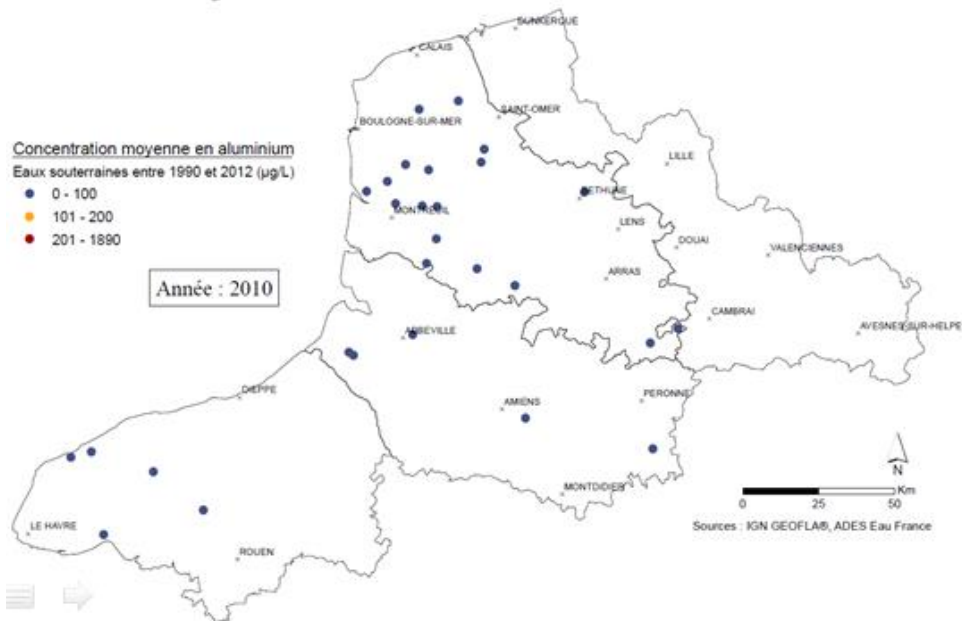 DUNKERQUE
CALAIS
SAINT-OMER
BOULOGNE-SUR-MER
Concentration moyenne en aluminium
LILLE
Eaux souterraines entre 1990 et 2012 (µg/L)
0 - 100
BETHUNE
101 - 200
MONTREUIL
LENS
201 - 1890
DOUAI
VALENCIENNES
Année : 2010
ARRAS
CAMBRAI
ABBEVILLE
AVESNES-SUR-HELPE
DIEPPE
AMIENS
PERONNE
N
MONTDIDIER
Km
0 25 50
LE HAVRE
Sources : IGN GEOFLA®, ADES Eau France
ROUEN